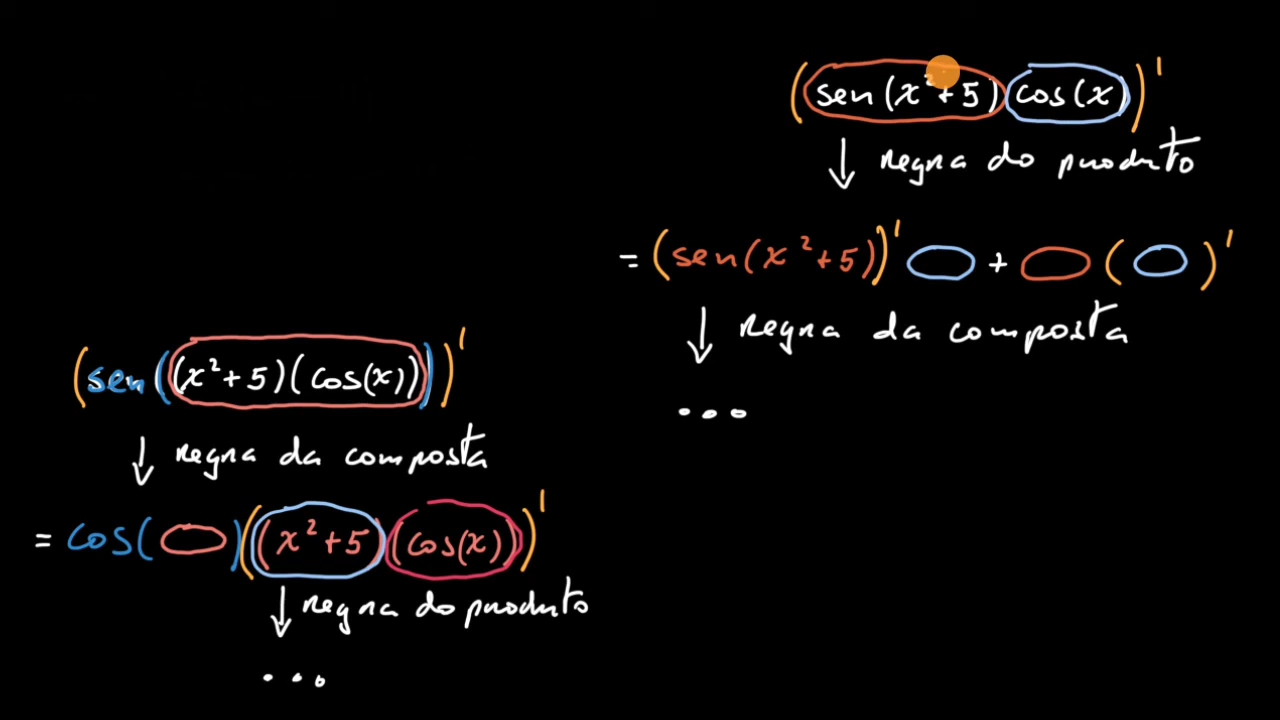 (sen((x²+5)(cos(x))))'
↓ regra da composta
= cos( )((x²+5)(cos(x)))'
↓ regra do produto
...
(sen(x²+5) cos(x))'
↓ regra do produto
= (sen(x²+5))' + ( )'
↓ regra da composta
...